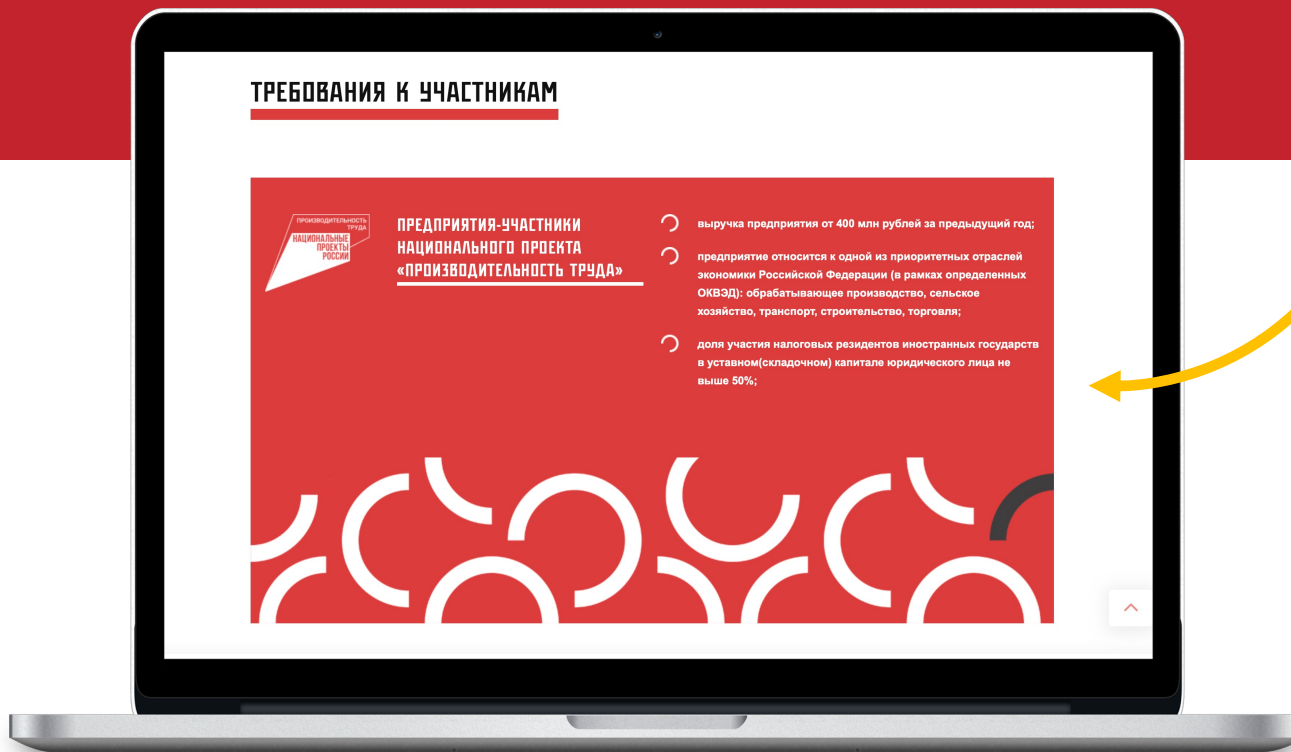 ТРЕБОВАНИЯ К УЧАСТНИКАМ
ПРОИЗВОДИТЕЛЬНОСТЬ
ТРУДА
НАЦИОНАЛЬНЫЕ
ПРОЕКТЫ
РОССИИ
ПРЕДПРИЯТИЯ-УЧАСТНИКИ
НАЦИОНАЛЬНОГО ПРОЕКТА
«ПРОИЗВОДИТЕЛЬНОСТЬ ТРУДА»
выручка предприятия от 400 млн рублей за предыдущий год;
предприятие относится к одной из приоритетных отраслей
экономики Российской Федерации (в рамках определенных
ОКВЭД): обрабатывающее производство, сельское
хозяйство, транспорт, строительство, торговля;
доля участия налоговых резидентов иностранных государств
в уставном(складочном) капитале юридического лица не
выше 50%;